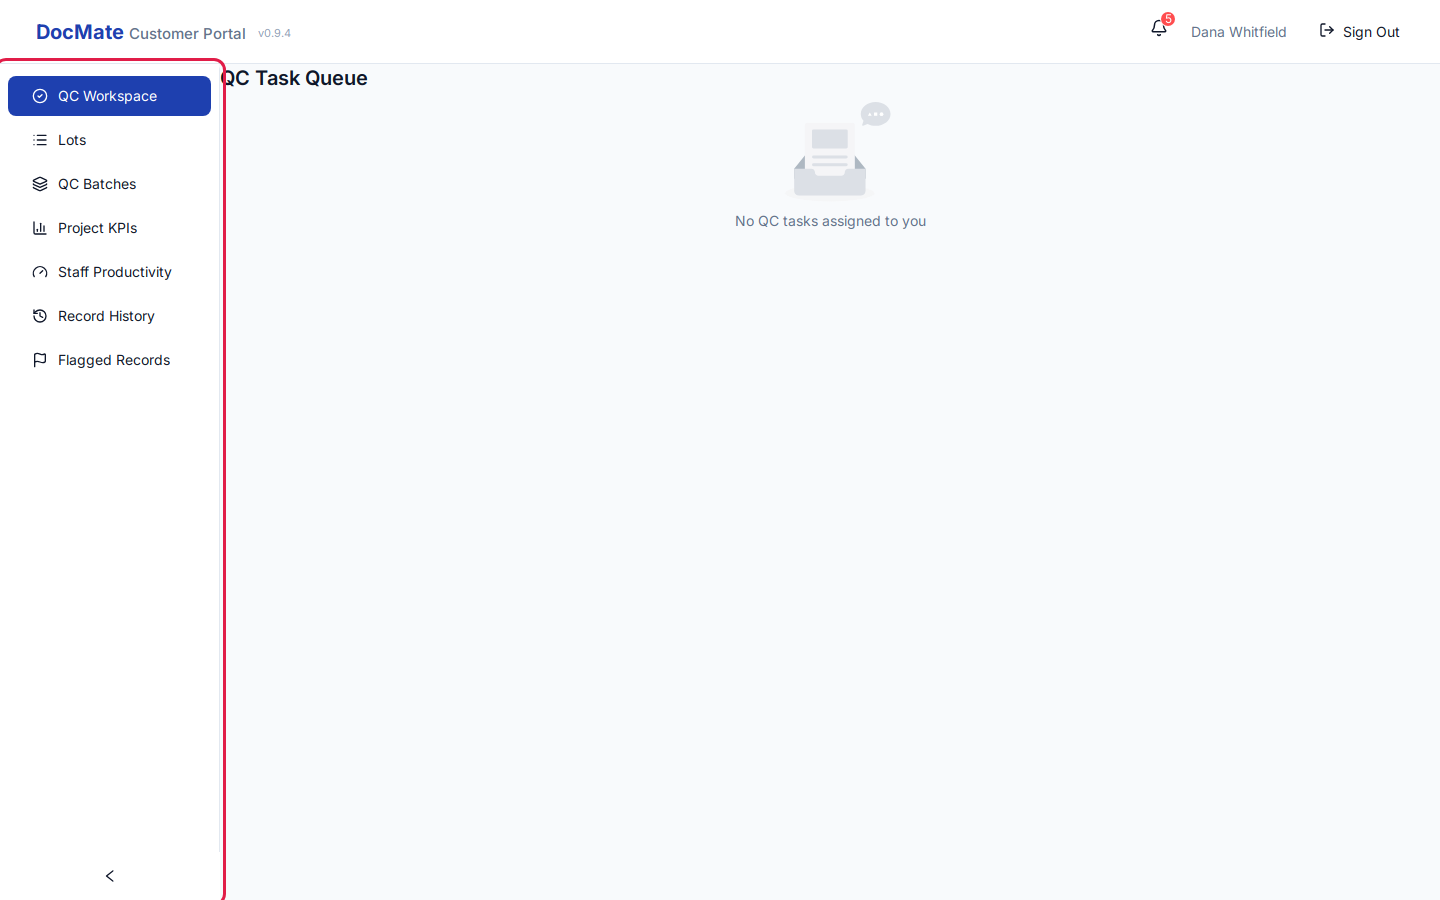 DocMate Customer Portal v0.9.4
5
Dana Whitfield
Sign Out
QC Workspace
Lots
QC Batches
Project KPIs
Staff Productivity
Record History
Flagged Records
QC Task Queue
No QC tasks assigned to you